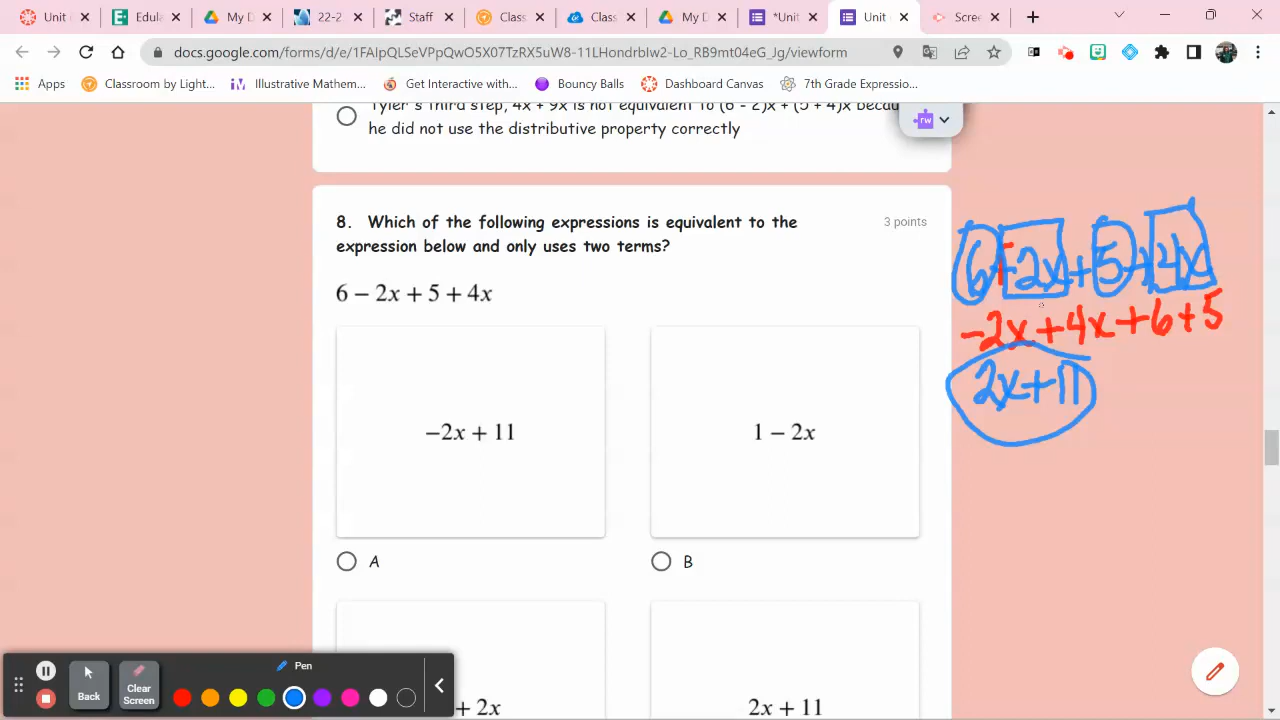 Unit
Edula
My D
22-2
Staff
Class
Class
My D
*Unit
Unit
Scree
docs.google.com/forms/d/e/1FAIpQLSeVPpQwO5X07TzRX5uW8-11LHondrbIw2-Lo_RB9mt04eG_Jg/viewform
Apps
Classroom by Larger...
Illustrative Mathem...
Get Interactive with...
Bouncy Balls
Dashboard Canvas
7th Grade Expressio...
Tyler's third step, 4x + 9x is not equivalent to (6 - 2)x + (5 + 4)x becau
he did not use the distributive property correctly
rw
8. Which of the following expressions is equivalent to the
expression below and only uses two terms?
3 points
6 − 2x + 5 + 4x
−2x + 11
1 − 2x
A
B
+ 2x
2x + 11
6+-2x+5+4x
-2x+4x+6+5
2x+11
Back
Clear
Screen
Pen